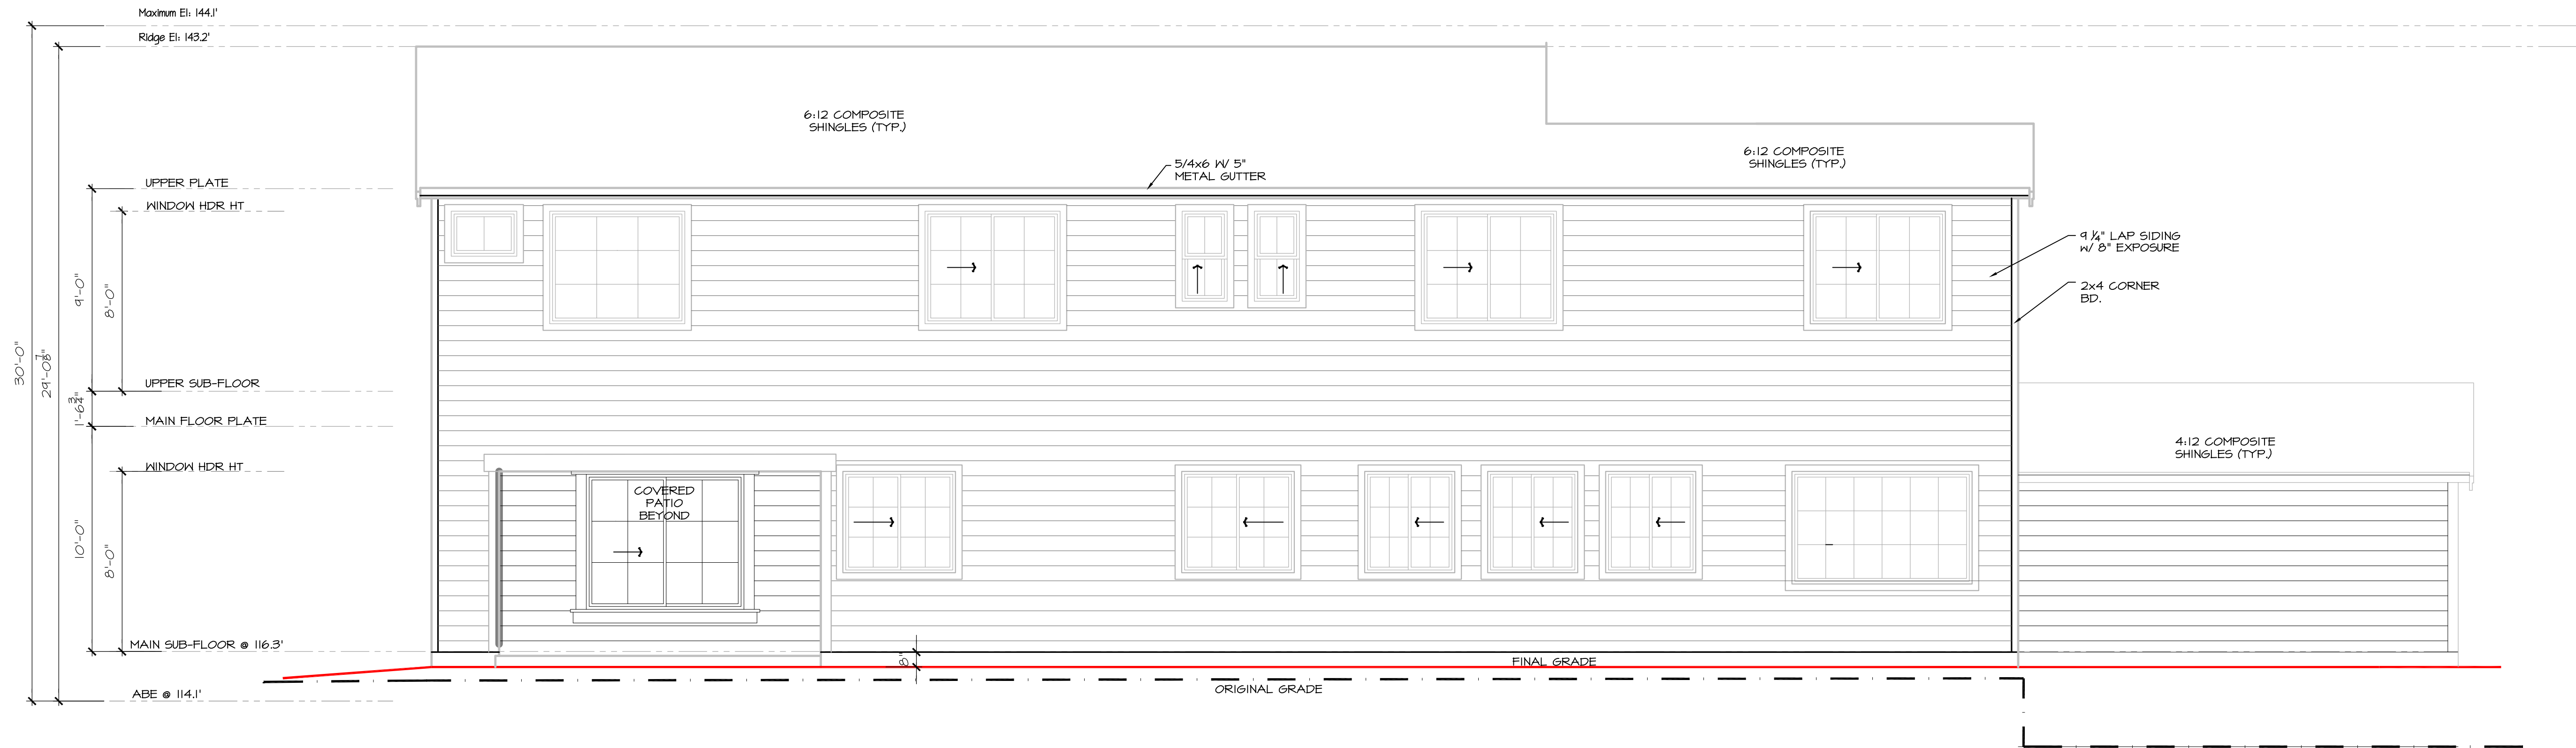 Maximum El: 144.1'
Ridge El: 143.2'
6:12 COMPOSITE
SHINGLES (TYP.)
6:12 COMPOSITE
SHINGLES (TYP.)
5/4x6 W/ 5"
METAL GUTTER
UPPER PLATE
WINDOW HDR HT
9 1/4" LAP SIDING
W/ 8" EXPOSURE
2x4 CORNER
BD.
9'-0"
8'-0"
30'-0"
29'-0 7/8"
UPPER SUB-FLOOR
1'-6 3/4"
MAIN FLOOR PLATE
4:12 COMPOSITE
SHINGLES (TYP.)
WINDOW HDR HT
COVERED
PATIO
BEYOND
10'-0"
8'-0"
MAIN SUB-FLOOR @ 116.3'
8"
FINAL GRADE
ABE @ 114.1'
ORIGINAL GRADE